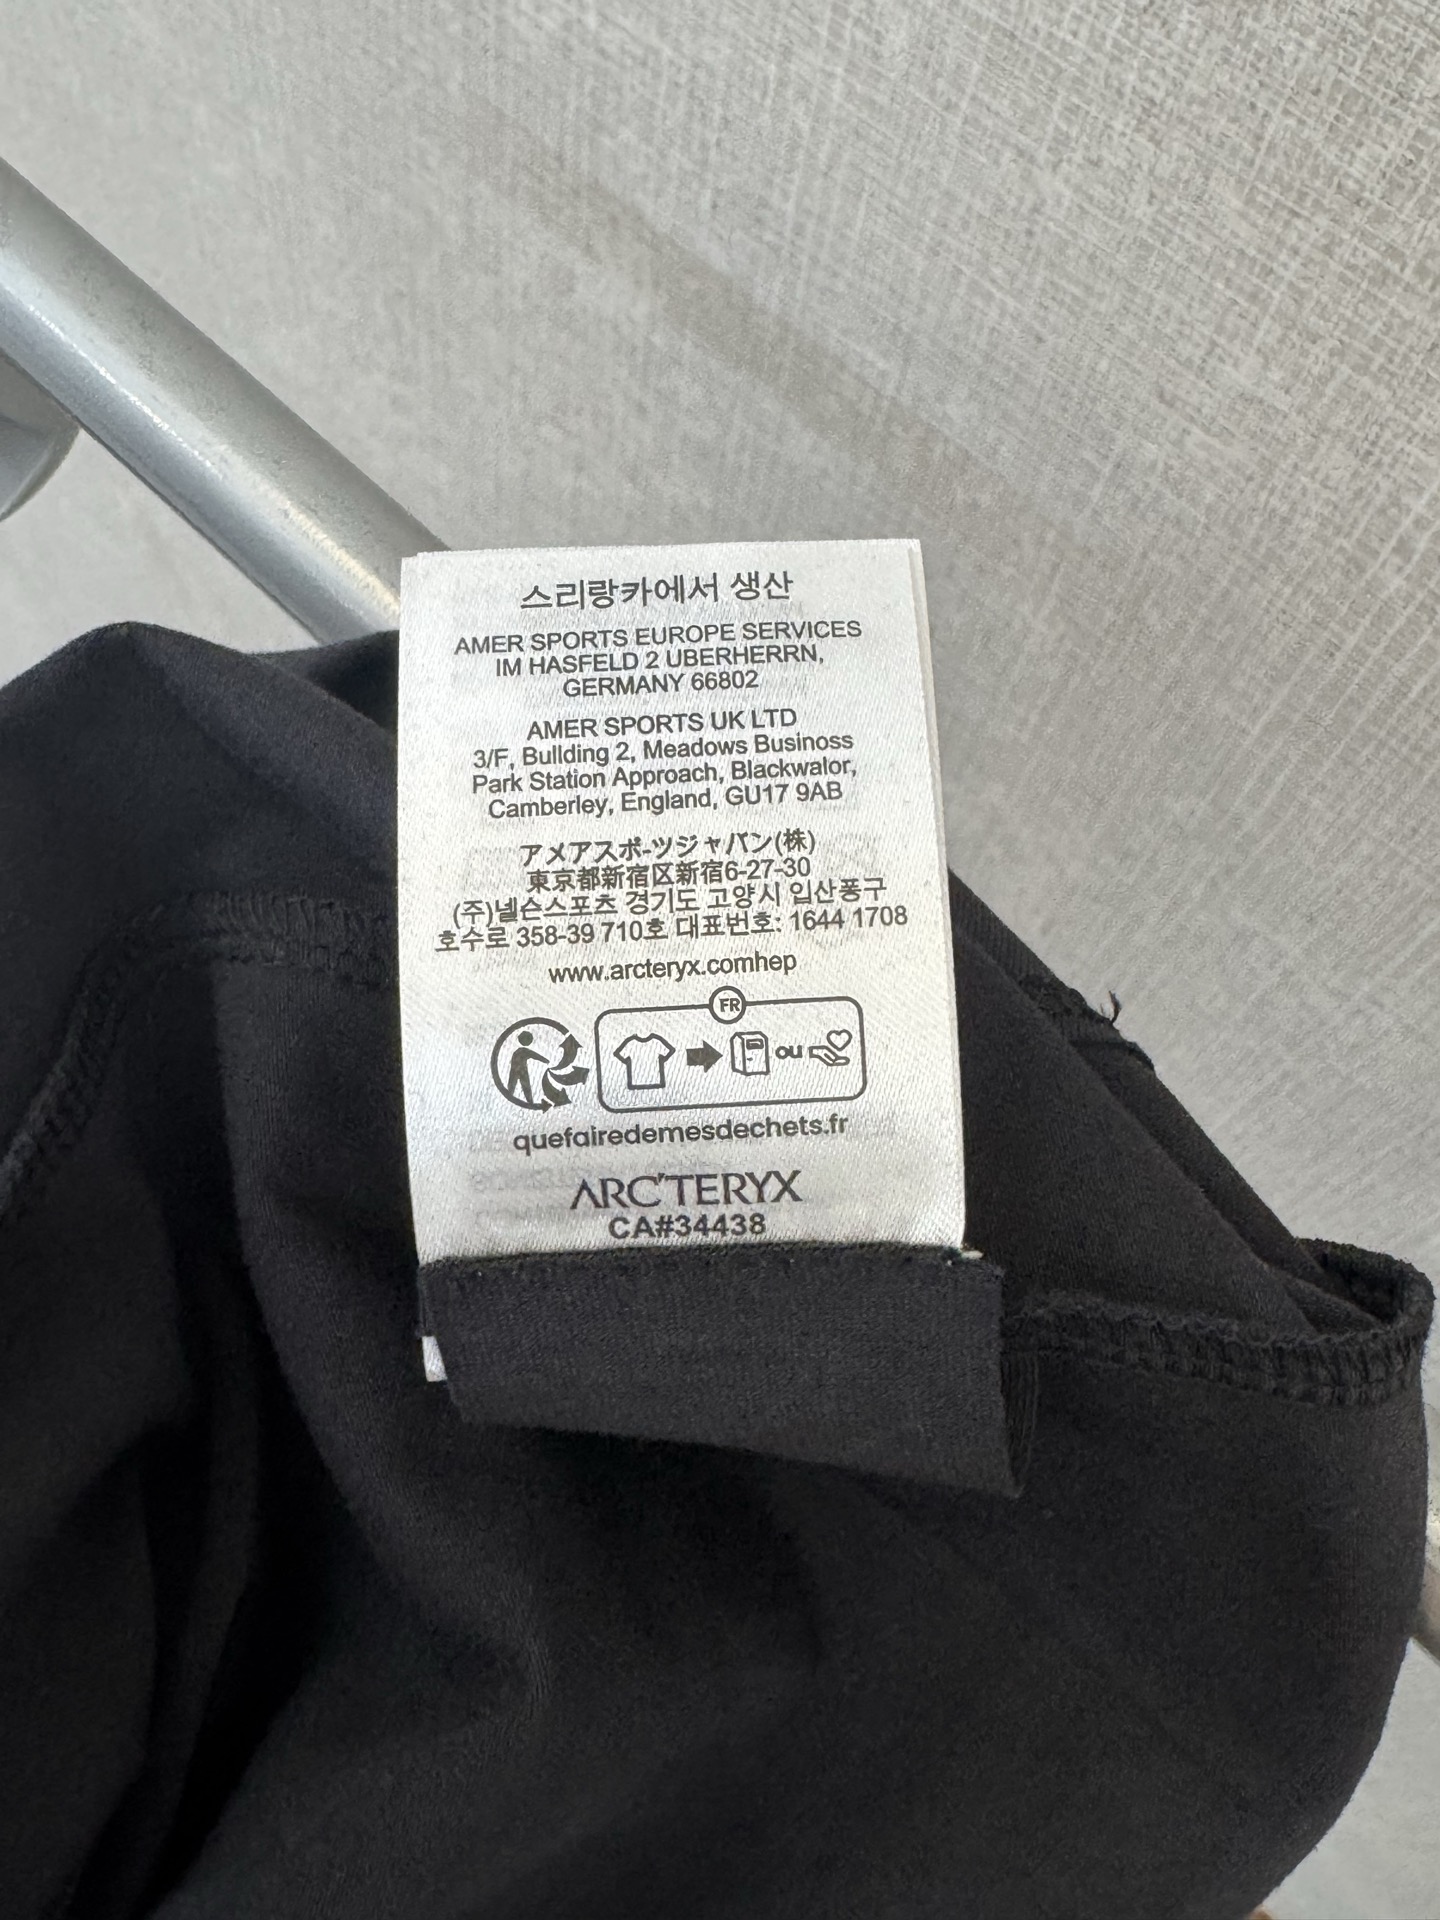 스리랑카에서 생산
AMER SPORTS EUROPE SERVICES
IM HASFELD 2 UBERHERRN,
GERMANY 66802
AMER SPORTS UK LTD
3/F, Bullding 2, Meadows Businoss
Park Station Approach, Blackwalor,
Camberley, England, GU17 9AB
アメアスポーツジャパン(株)
東京都新宿区新宿6-27-30
(주)넬슨스포츠 경기도 고양시 입산퐁구
호수로 358-39 710호 대표번호: 1644 1708
www.arcteryx.comhep
FR
ou
quefairedemesdechets.fr
ARC'TERYX
CA#34438